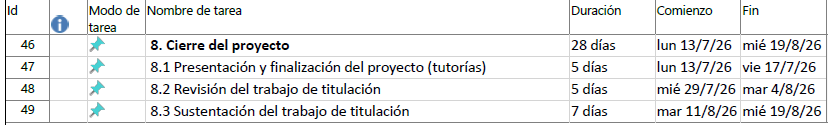 Id Modo de tarea Nombre de tarea Duración Comienzo Fin
46 8. Cierre del proyecto 28 días lun 13/7/26 mié 19/8/26
47 8.1 Presentación y finalización del proyecto (tutorías) 5 días lun 13/7/26 vie 17/7/26
48 8.2 Revisión del trabajo de titulación 5 días mié 29/7/26 mar 4/8/26
49 8.3 Sustentación del trabajo de titulación 7 días mar 11/8/26 mié 19/8/26